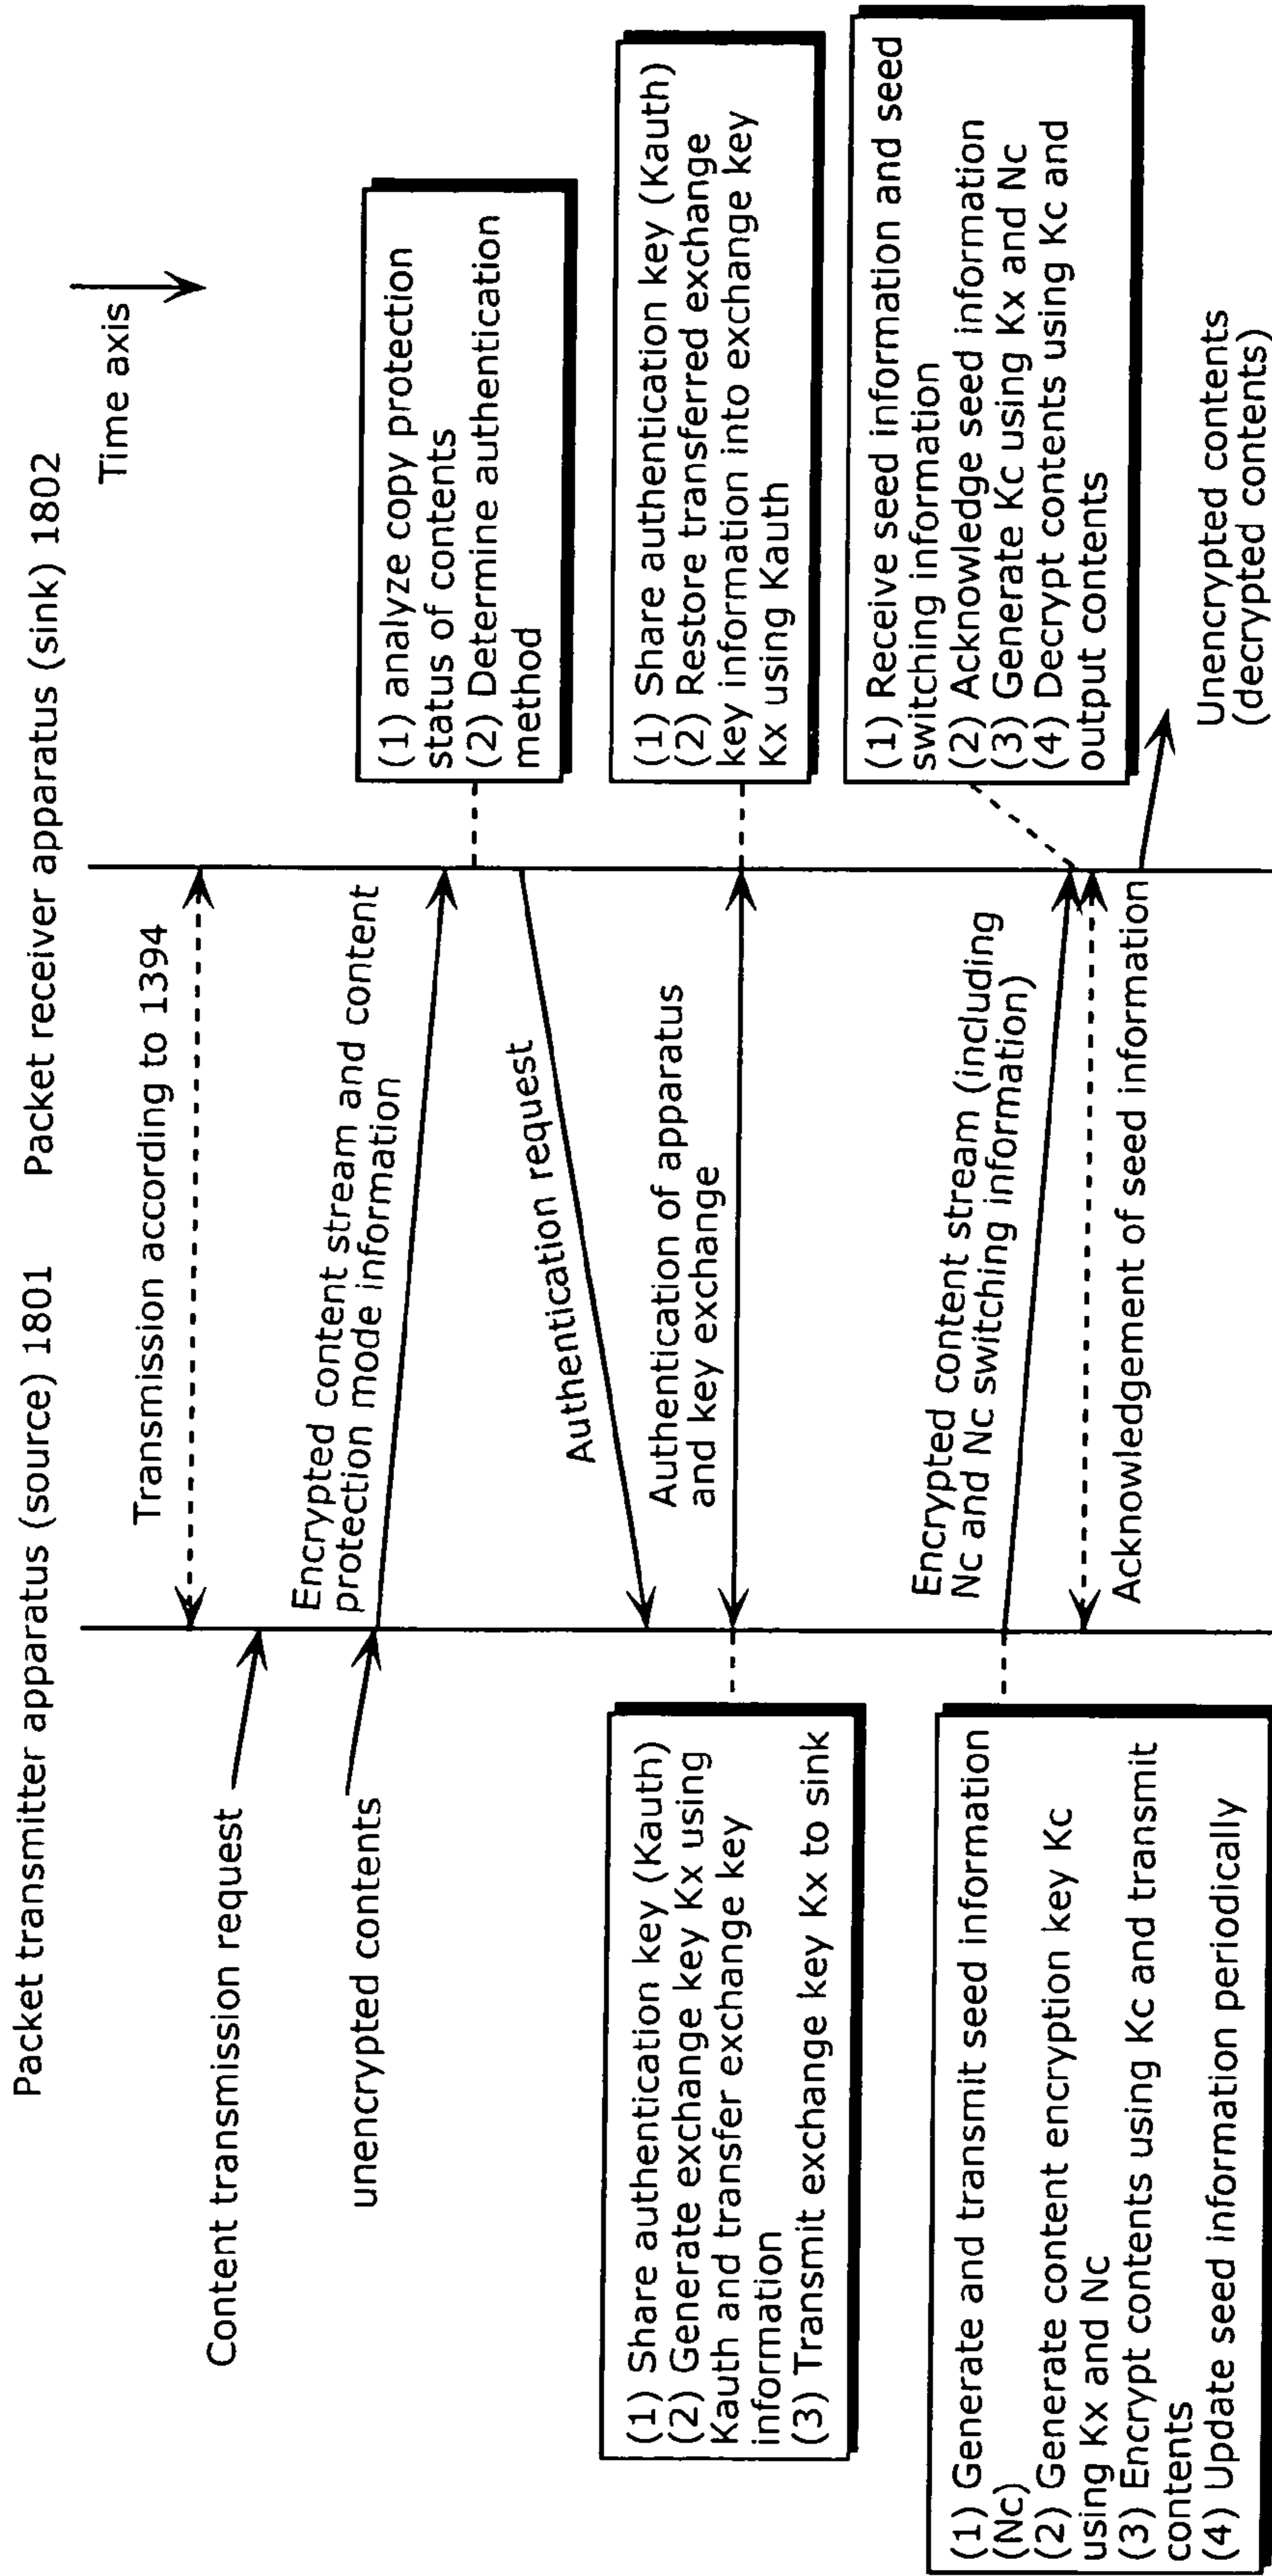 Packet transmitter apparatus (source) 1801
Packet receiver apparatus (sink) 1802
Time axis
Transmission according to 1394
Content transmission request
unencrypted contents
Encrypted content stream and content
protection mode information
(1) analyze copy protection
status of contents
(2) Determine authentication
method
Authentication request
Authentication of apparatus
and key exchange
(1) Share authentication key (Kauth)
(2) Generate exchange key Kx using
Kauth and transfer exchange key
information
(3) Transmit exchange key Kx to sink
(1) Share authentication key (Kauth)
(2) Restore transferred exchange
key information into exchange key
Kx using Kauth
Encrypted content stream (including
Nc and Nc switching information)
(1) Generate and transmit seed information
(Nc)
(2) Generate content encryption key Kc
using Kx and Nc
(3) Encrypt contents using Kc and transmit
contents
(4) Update seed information periodically
(1) Receive seed information and seed
switching information
(2) Acknowledge seed information
(3) Generate Kc using Kx and Nc
(4) Decrypt contents using Kc and
output contents
Acknowledgement of seed information
Unencrypted contents
(decrypted contents)